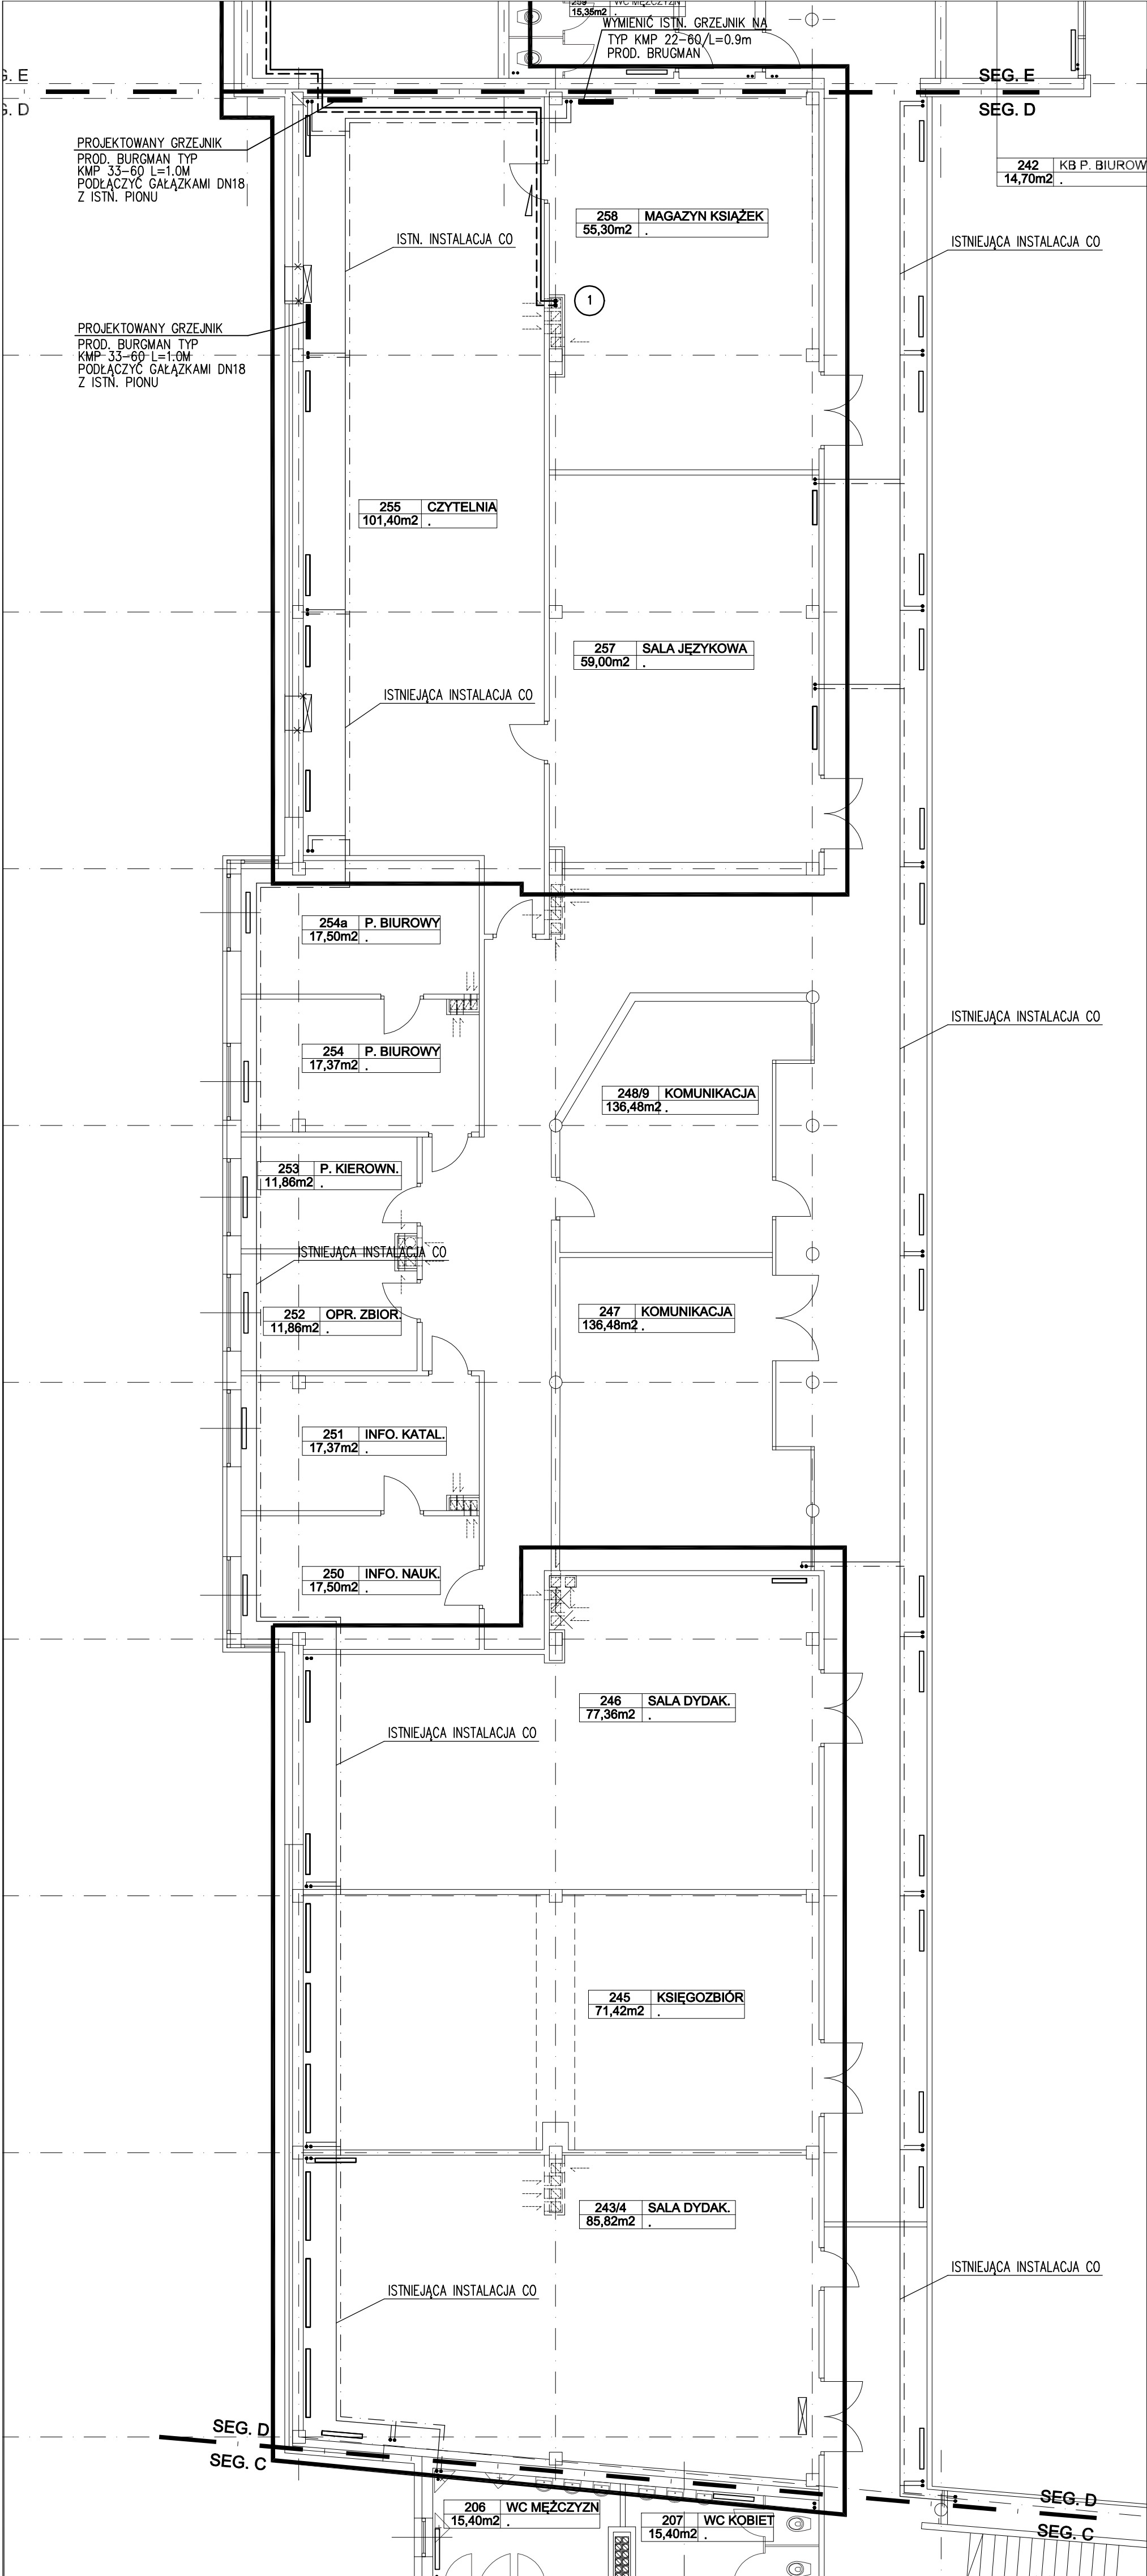 259 WC MĘŻCZYZN
15,35m2 .
WYMIENIĆ ISTN. GRZEJNIK NA
TYP KMP 22-60/L=0.9m
PROD. BRUGMAN
G. E
G. D
SEG. E
SEG. D
PROJEKTOWANY GRZEJNIK
PROD. BURGMAN TYP
KMP 33-60 L=1.0M
PODŁĄCZYĆ GAŁĄZKAMI DN18
Z ISTN. PIONU
242 KB P. BIUROW
14,70m2 .
258 MAGAZYN KSIĄŻEK
55,30m2 .
ISTN. INSTALACJA CO
ISTNIEJĄCA INSTALACJA CO
1
PROJEKTOWANY GRZEJNIK
PROD. BURGMAN TYP
KMP 33-60 L=1.0M
PODŁĄCZYĆ GAŁĄZKAMI DN18
Z ISTN. PIONU
255 CZYTELNIA
101,40m2 .
257 SALA JĘZYKOWA
59,00m2 .
ISTNIEJĄCA INSTALACJA CO
254a P. BIUROWY
17,50m2 .
ISTNIEJĄCA INSTALACJA CO
254 P. BIUROWY
17,37m2 .
248/9 KOMUNIKACJA
136,48m2 .
253 P. KIEROWN.
11,86m2 .
ISTNIEJĄCA INSTALACJA CO
252 OPR. ZBIOR.
11,86m2 .
247 KOMUNIKACJA
136,48m2 .
251 INFO. KATAL.
17,37m2 .
250 INFO. NAUK.
17,50m2 .
246 SALA DYDAK.
77,36m2 .
ISTNIEJĄCA INSTALACJA CO
245 KSIĘGOZBIÓR
71,42m2 .
243/4 SALA DYDAK.
85,82m2 .
ISTNIEJĄCA INSTALACJA CO
ISTNIEJĄCA INSTALACJA CO
SEG. D
SEG. C
SEG. D
SEG. C
206 WC MĘŻCZYZN
15,40m2 .
207 WC KOBIET
15,40m2 .